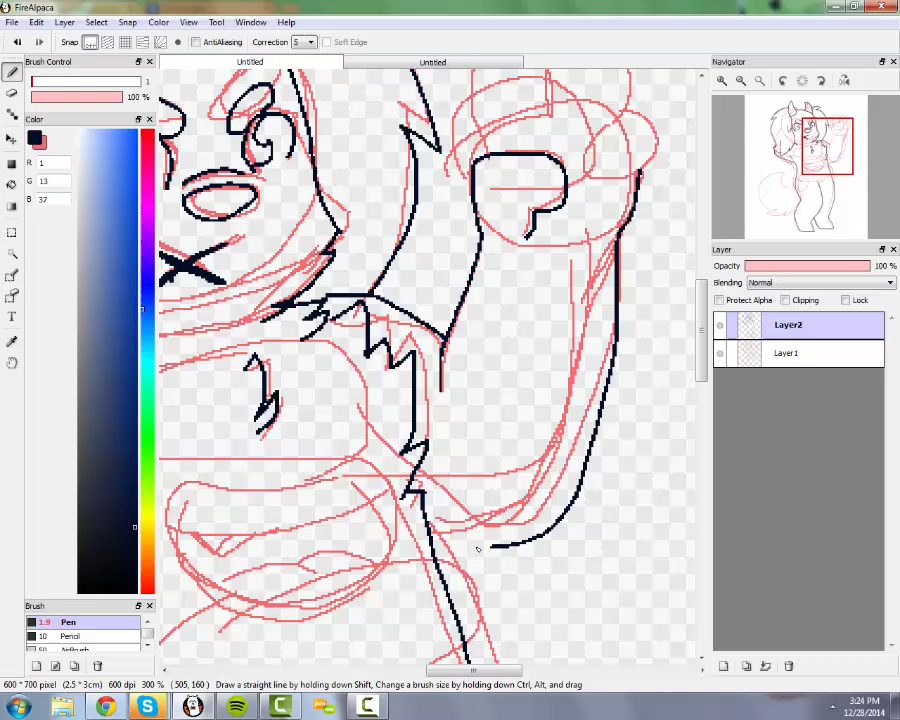 FireAlpaca
File Edit Layer Select Snap Color View Tool Window Help
Snap off AntiAliasing Correction 5 Soft Edge
Brush Control
1
100 %
Color
R 1
G 13
B 37
Brush
1.9 Pen
10 Pencil
50 AirBrush
Untitled Untitled
Navigator
Layer
Opacity 100 %
Blending Normal
Protect Alpha Clipping Lock
Layer2
Layer1
600 * 700 pixel (2.5 * 3cm) 600 dpi 300 % (505, 160) Draw a straight line by holding down Shift, Change a brush size by holding down Ctrl, Alt, and drag
3:24 PM
12/28/2014